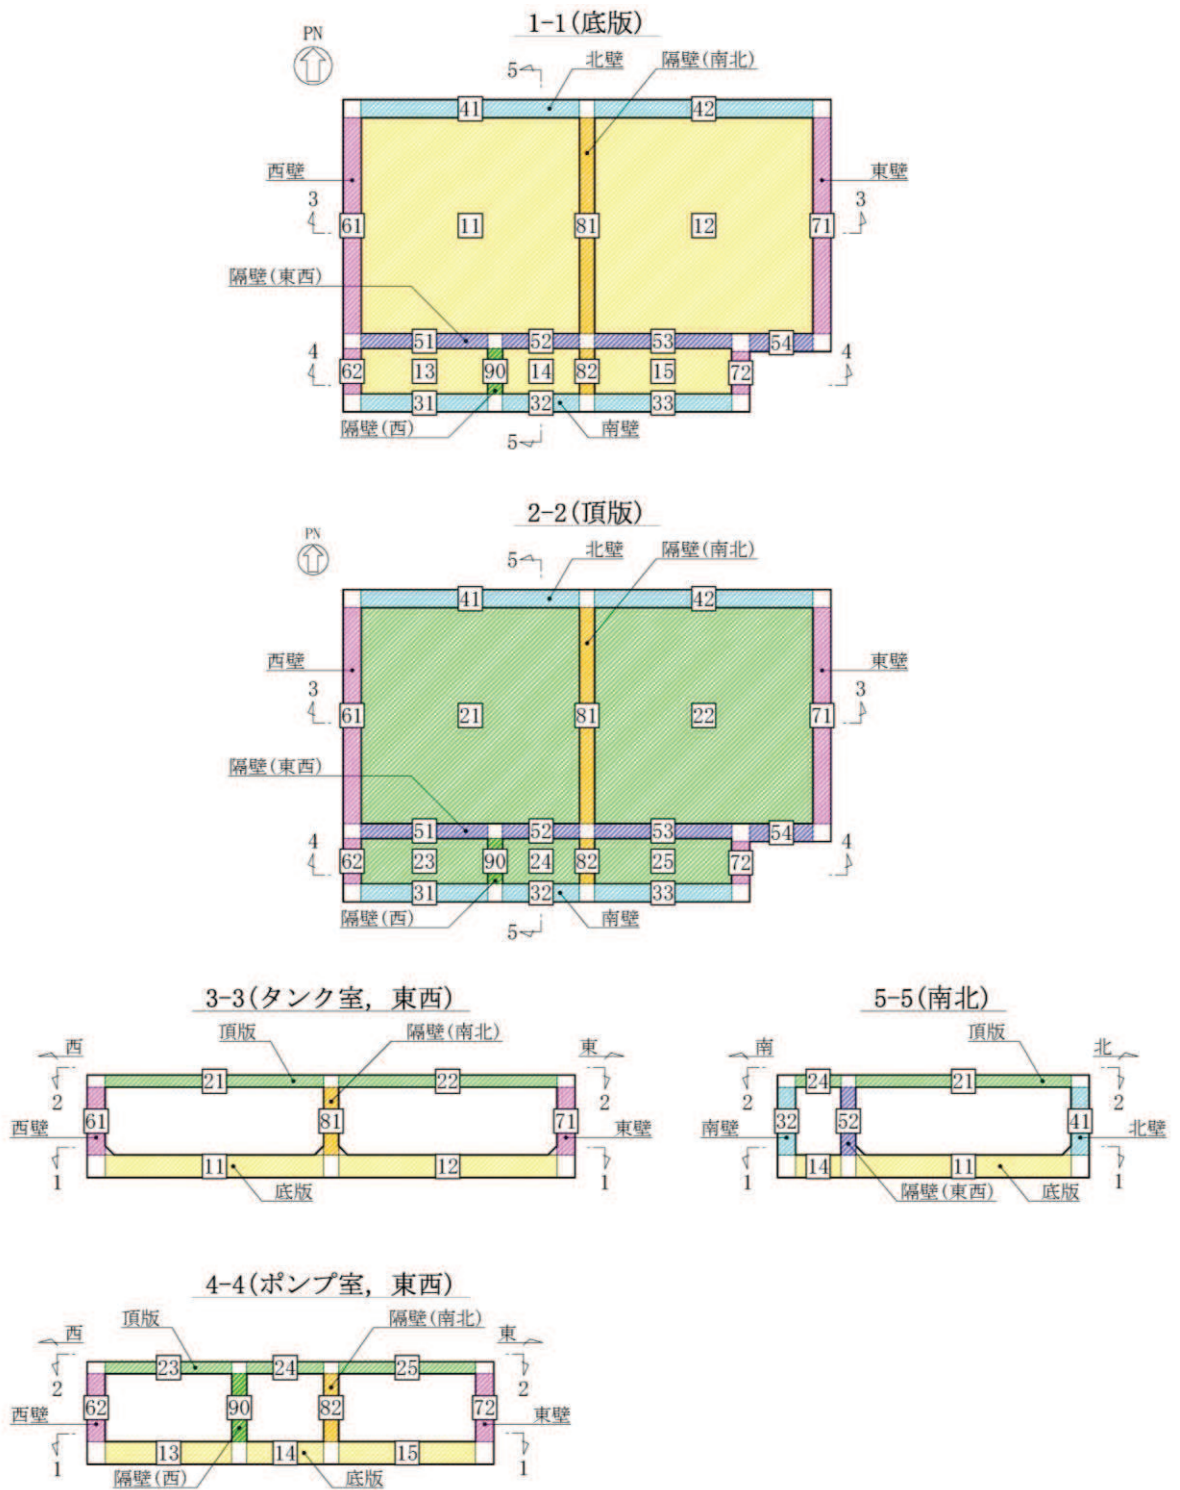 1-1(底版)
PN
5
北壁
隔壁(南北)
41
42
西壁
東壁
3
3
61
11
81
12
71
隔壁(東西)
51
52
53
54
4
4
62
13
90
14
82
15
72
31
32
33
隔壁(西)
5
南壁
2-2(頂版)
PN
5
北壁
隔壁(南北)
41
42
西壁
東壁
3
3
61
21
81
22
71
隔壁(東西)
51
52
53
54
4
4
62
23
90
24
82
25
72
31
32
33
隔壁(西)
5
南壁
3-3(タンク室, 東西)
西
頂版
隔壁(南北)
東
21
22
2
2
61
81
71
西壁
東壁
11
12
1
1
底版
5-5(南北)
南
頂版
北
24
21
2
2
32
52
41
南壁
北壁
14
11
1
1
隔壁(東西)
底版
4-4(ポンプ室, 東西)
西
頂版
隔壁(南北)
東
23
24
25
2
2
62
90
82
72
西壁
東壁
13
14
15
1
1
隔壁(西)
底版